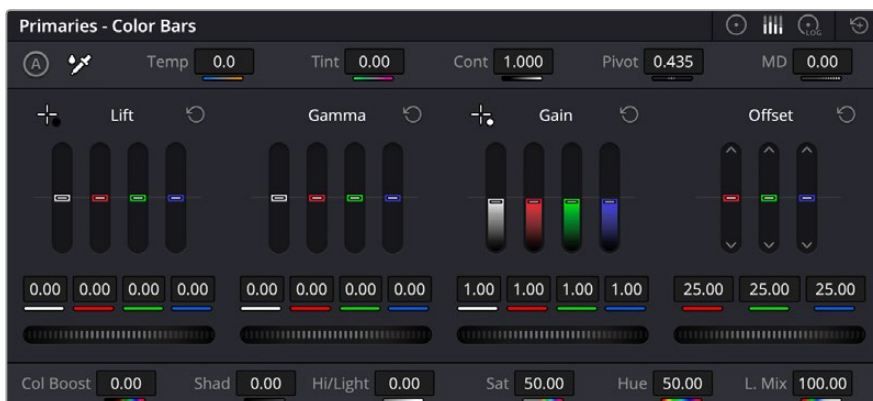 Primaries - Color Bars
LOG
A
Temp 0.0 Tint 0.00 Cont 1.000 Pivot 0.435 MD 0.00
Lift Gamma Gain Offset
0.00 0.00 0.00 0.00 0.00 0.00 0.00 0.00 1.00 1.00 1.00 1.00 25.00 25.00 25.00
Col Boost 0.00 Shad 0.00 Hi/Light 0.00 Sat 50.00 Hue 50.00 L. Mix 100.00